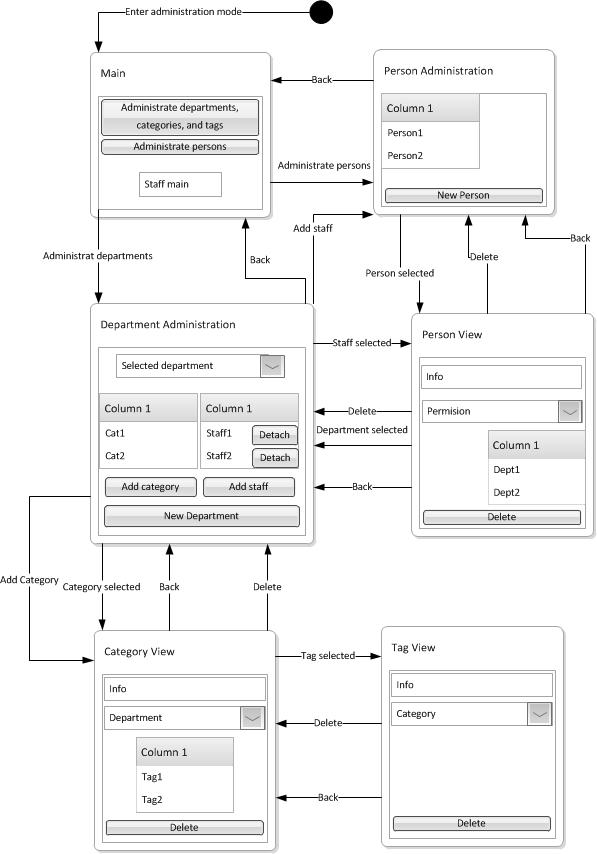 Enter administration mode
Main
Administrate departments,
categories, and tags
Administrate persons
Staff main
Person Administration
Column 1
Person1
Person2
New Person
Back
Administrate persons
Administrat departments
Back
Add staff
Person selected
Delete
Back
Department Administration
Selected department
Column 1
Cat1
Cat2
Column 1
Staff1
Detach
Staff2
Detach
Add category
Add staff
New Department
Staff selected
Delete
Department selected
Back
Person View
Info
Permision
Column 1
Dept1
Dept2
Delete
Add Category
Category selected
Back
Delete
Category View
Info
Department
Column 1
Tag1
Tag2
Delete
Tag selected
Delete
Back
Tag View
Info
Category
Delete